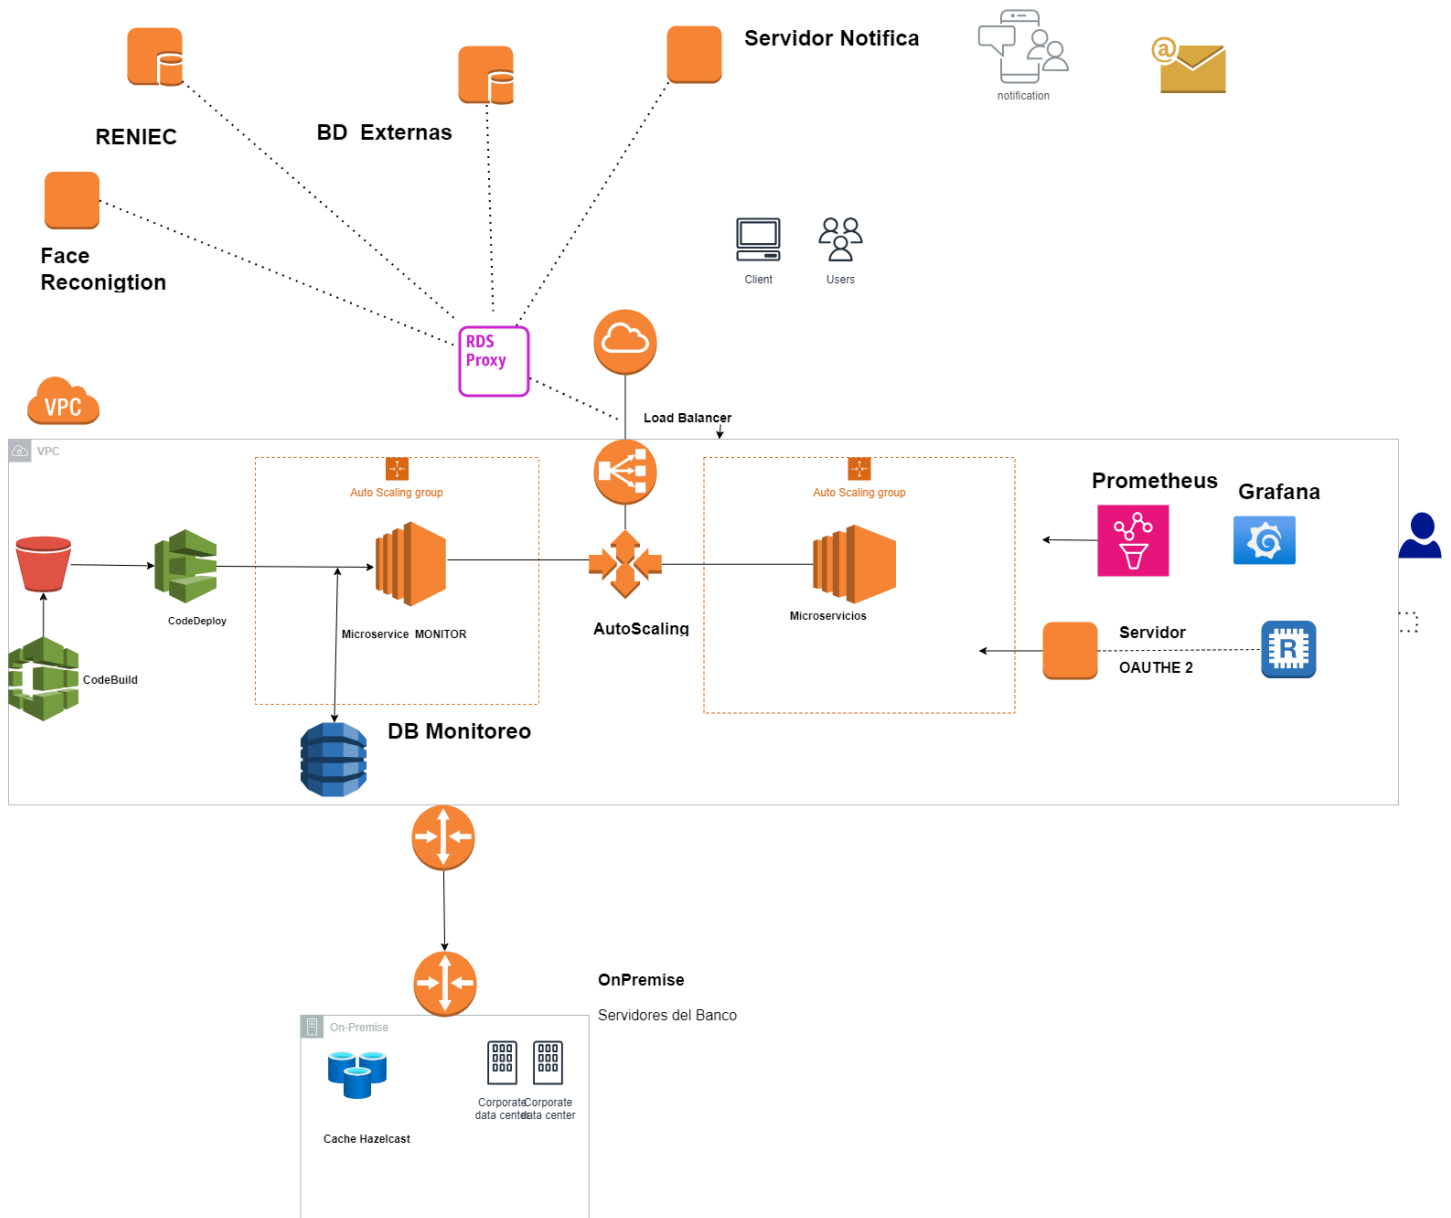 Servidor Notifica
notification
@
RENIEC
BD  Externas
Face
Reconigtion
Client
Users
RDS
Proxy
VPC
Load Balancer
VPC
Auto Scaling group
Auto Scaling group
Prometheus
Grafana
CodeDeploy
Microservice  MONITOR
AutoScaling
Microservicios
Servidor
OAUTHE 2
R
CodeBuild
DB Monitoreo
OnPremise
Servidores del Banco
On-Premise
Corporate
data center
Corporate
data center
Cache Hazelcast